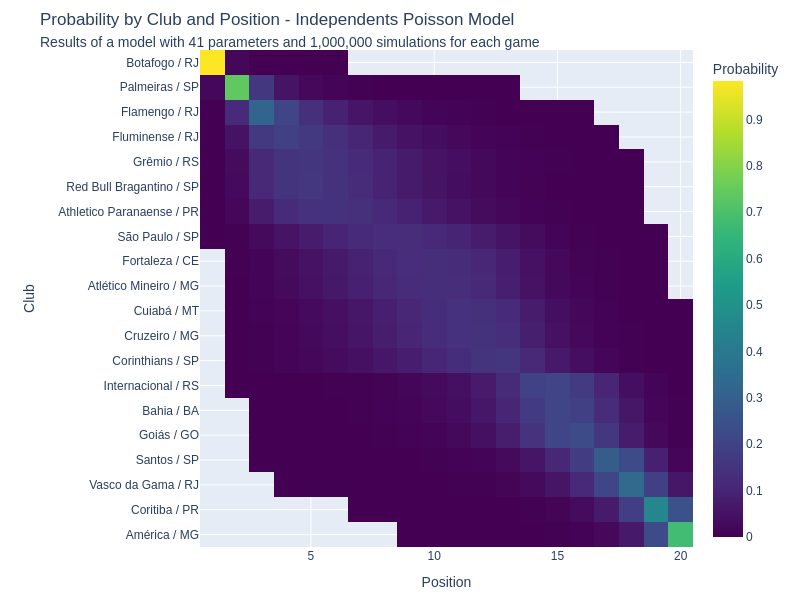 Probability by Club and Position - Independents Poisson Model
Results of a model with 41 parameters and 1,000,000 simulations for each game
Probability
Botafogo / RJ
Palmeiras / SP
Flamengo / RJ
Fluminense / RJ
Grêmio / RS
Red Bull Bragantino / SP
Athletico Paranaense / PR
São Paulo / SP
Fortaleza / CE
Atlético Mineiro / MG
Cuiabá / MT
Cruzeiro / MG
Corinthians / SP
Internacional / RS
Bahia / BA
Goiás / GO
Santos / SP
Vasco da Gama / RJ
Coritiba / PR
América / MG
Club
5 10 15 20
Position
0.9
0.8
0.7
0.6
0.5
0.4
0.3
0.2
0.1
0